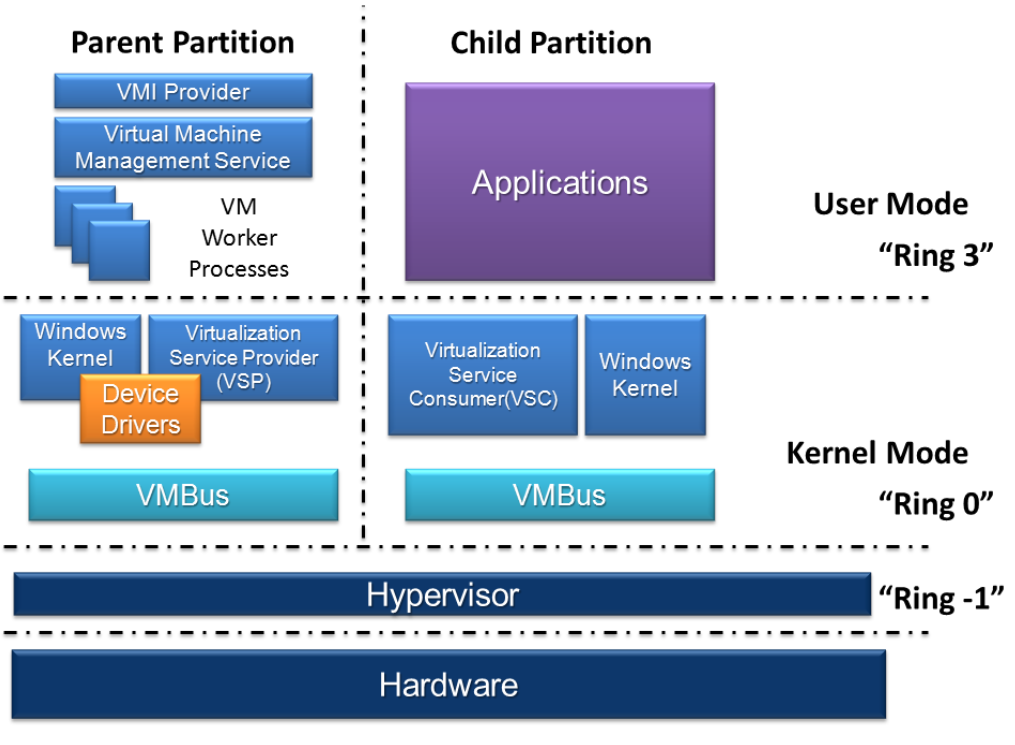 Parent Partition
Child Partition
VMI Provider
Virtual Machine
Management Service
VM
Worker
Processes
Applications
User Mode
“Ring 3”
Windows
Kernel
Virtualization
Service Provider
(VSP)
Device
Drivers
VMBus
Virtualization
Service
Consumer(VSC)
Windows
Kernel
VMBus
Kernel Mode
“Ring 0”
Hypervisor
“Ring -1”
Hardware